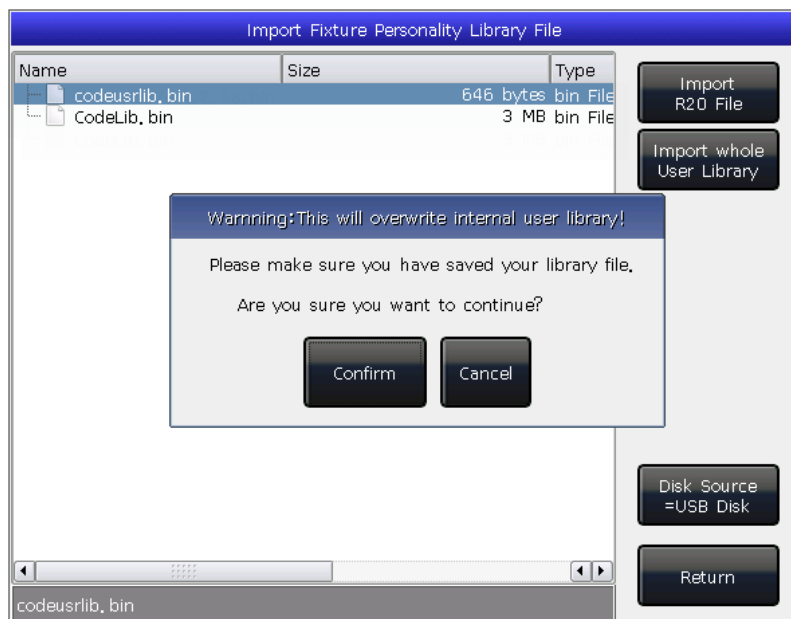 Import Fixture Personality Library File
Name Size Type
codeusrlib.bin 646 bytes bin File
CodeLib.bin 3 MB bin File
Import
R20 File
Import whole
User Library
Warnning:This will overwrite internal user library!
Please make sure you have saved your library file.
Are you sure you want to continue?
Confirm Cancel
Disk Source
=USB Disk
Return
codeusrlib.bin